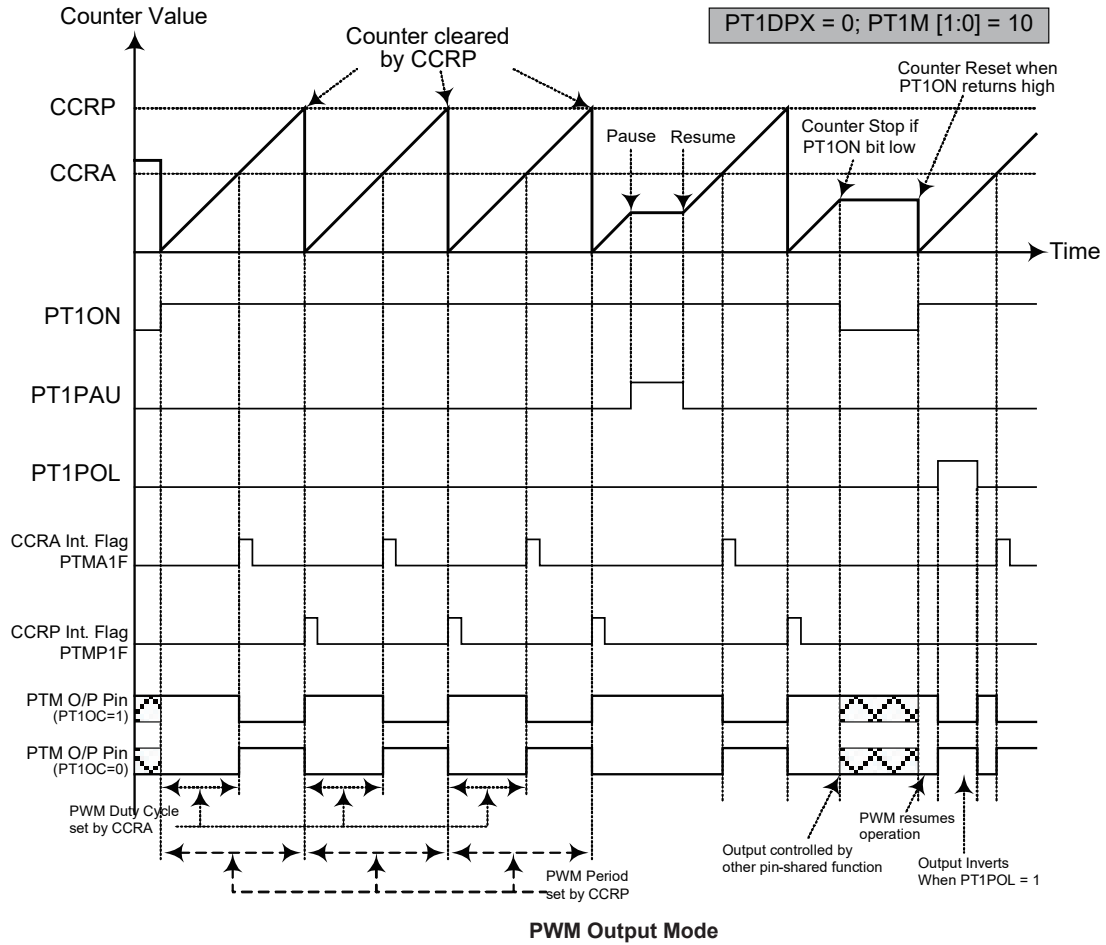 Counter Value
PT1DPX = 0; PT1M [1:0] = 10
Counter cleared
by CCRP
Counter Reset when
PT1ON returns high
CCRP
Pause
Resume
Counter Stop if
PT1ON bit low
CCRA
Time
PT1ON
PT1PAU
PT1POL
CCRA Int. Flag
PTMA1F
CCRP Int. Flag
PTMP1F
PTM O/P Pin
(PT1OC=1)
PTM O/P Pin
(PT1OC=0)
PWM Duty Cycle
set by CCRA
PWM resumes
operation
Output controlled by
other pin-shared function
Output Inverts
When PT1POL = 1
PWM Period
set by CCRP
PWM Output Mode